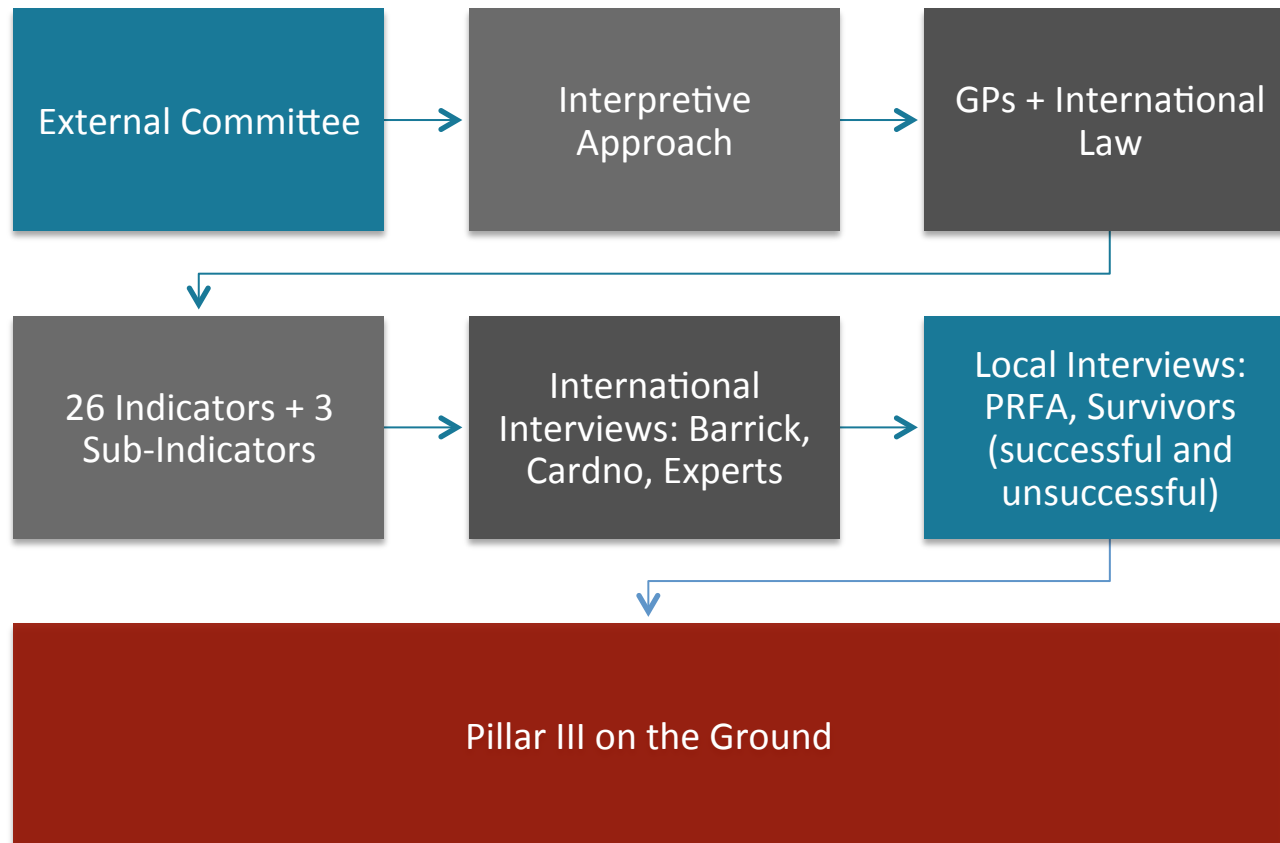 External Committee
Interpretive
Approach
GPs + International
Law
26 Indicators + 3
Sub-Indicators
International
Interviews: Barrick,
Cardno, Experts
Local Interviews:
PRFA, Survivors
(successful and
unsuccessful)
Pillar III on the Ground